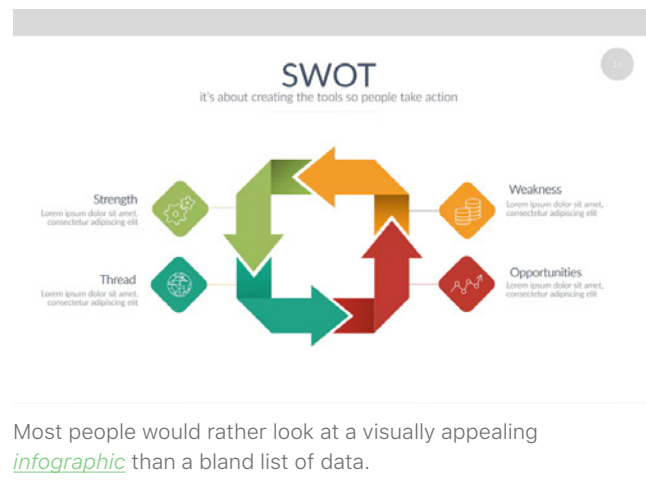 SWOT
it's about creating the tools so people take action
14
Strength
Lorem ipsum dolor sit amet,
consectetur adipiscing elit
Weakness
Lorem ipsum dolor sit amet,
consectetur adipiscing elit
Thread
Lorem ipsum dolor sit amet,
consectetur adipiscing elit
Opportunities
Lorem ipsum dolor sit amet,
consectetur adipiscing elit
Most people would rather look at a visually appealing
infographic than a bland list of data.